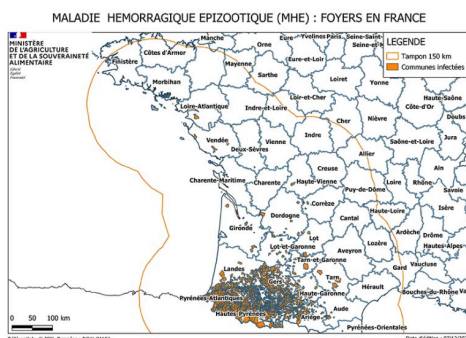 MALADIE HEMORRAGIQUE EPIZOOTIQUE (MHE) : FOYERS EN FRANCE
MINISTÈRE
DE L'AGRICULTURE
ET DE LA SOUVERAINETÉ
ALIMENTAIRE
LEGENDE
Tampon 150 km
Communes infectées
Manche
Orne
Eure
Yvelines
Paris
Côtes d'Armor
Finistère
Mayenne
Eure-et-Loir
Morbihan
Sarthe
Loiret
Yonne
Haute-Saône
Loir-et-Cher
Côte-d'Or
Doubs
Loire-Atlantique
Indre-et-Loire
Cher
Nièvre
Vendée
Vienne
Indre
Saône-et-Loire
Jura
Deux-Sèvres
Allier
Ain
Creuse
Charente-Maritime
Charente
Haute-Vienne
Loire
Rhône
Savoie
Puy-de-Dôme
Corrèze
Isère
Dordogne
Cantal
Haute-Loire
Gironde
Lot
Ardèche
Drôme
Hautes-Alpes
Lot-et-Garonne
Lozère
Aveyron
Tarn-et-Garonne
Gard
Vaucluse
Landes
Gers
Tarn
Hérault
Bouches-du-Rhône
Haute-Garonne
Pyrénées-Atlantiques
Aude
Hautes-Pyrénées
Ariège
Pyrénées-Orientales
0 50 100 km